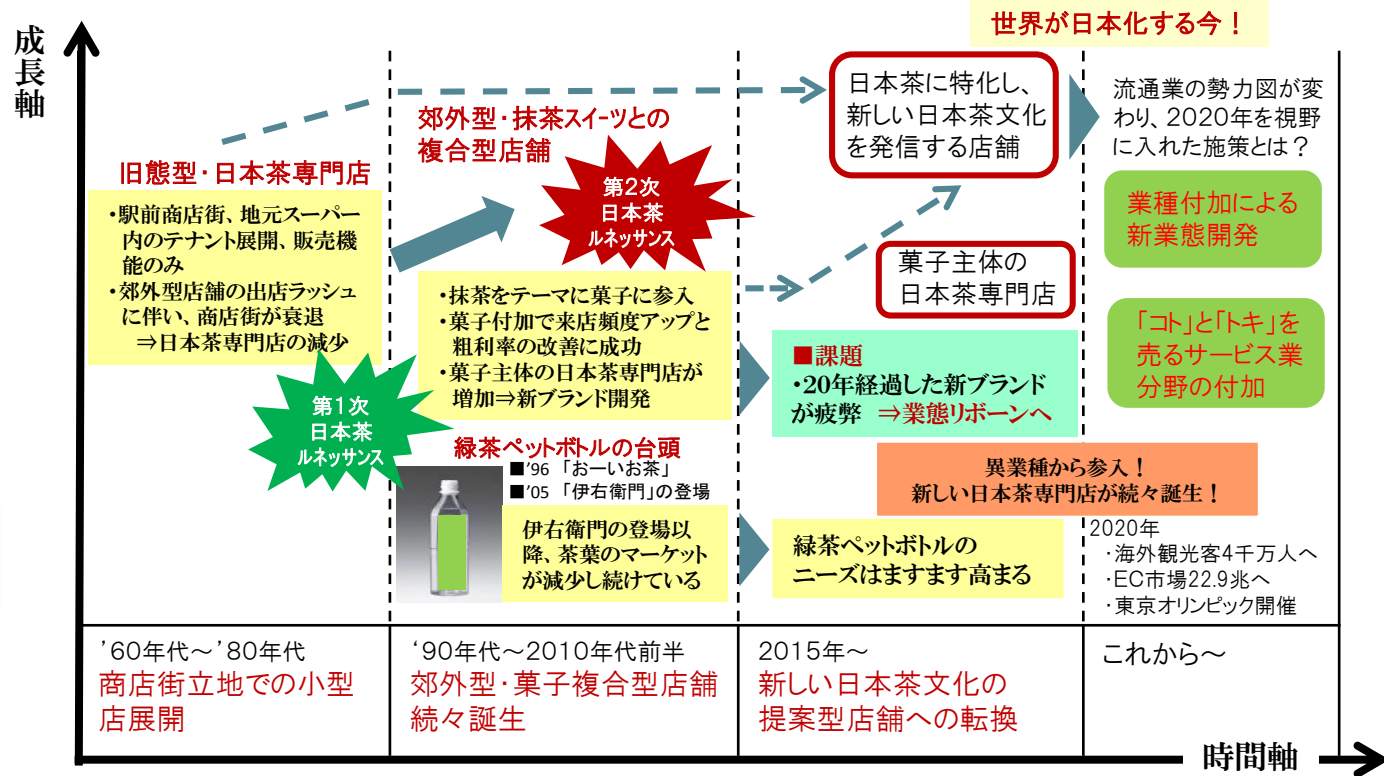 世界が日本化する今！
成長軸
旧態型･日本茶専門店
・駅前商店街、地元スーパー
内のテナント展開、販売機
能のみ
・郊外型店舗の出店ラッシュ
に伴い、商店街が衰退
⇒日本茶専門店の減少
第1次
日本茶
ルネッサンス
郊外型･抹茶スイーツとの
複合型店舗
第2次
日本茶
ルネッサンス
・抹茶をテーマに菓子に参入
・菓子付加で来店頻度アップと
粗利率の改善に成功
・菓子主体の日本茶専門店が
増加⇒新ブランド開発
緑茶ペットボトルの台頭
■’96 「おーいお茶」
■’05 「伊右衛門」の登場
伊右衛門の登場以
降、茶葉のマーケット
が減少し続けている
日本茶に特化し、
新しい日本茶文化
を発信する店舗
菓子主体の
日本茶専門店
■課題
・20年経過した新ブランド
が疲弊 ⇒業態リボーンへ
異業種から参入！
新しい日本茶専門店が続々誕生！
緑茶ペットボトルの
ニーズはますます高まる
流通業の勢力図が変
わり、2020年を視野
に入れた施策とは？
業種付加による
新業態開発
「コト」と「トキ」を
売るサービス業
分野の付加
2020年
・海外観光客4千万人へ
・EC市場22.9兆へ
・東京オリンピック開催
’60年代～’80年代
商店街立地での小型
店展開
‘90年代～2010年代前半
郊外型･菓子複合型店舗
続々誕生
2015年～
新しい日本茶文化の
提案型店舗への転換
これから～
時間軸